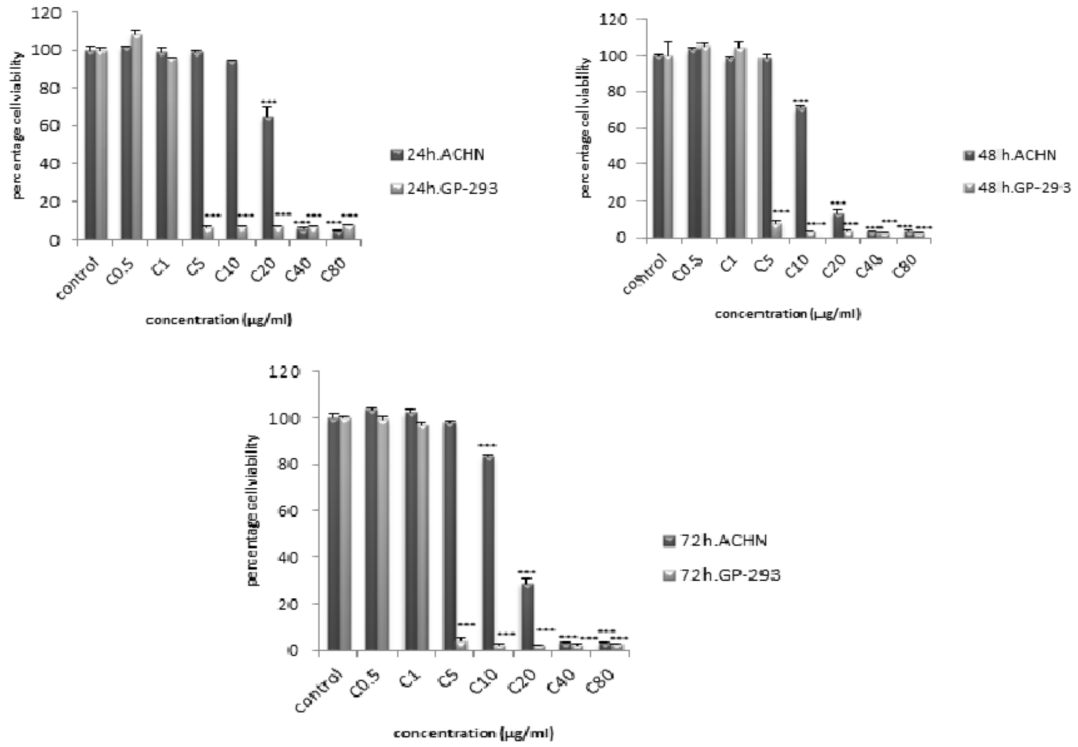 120
100
80
60
40
20
0
percentage cell viability
control
C0.5
C1
C5
C10
C20
C40
C80
concentration (µg/ml)
24h.ACHN
24h.GP-293
***
***
***
***
***
***
***
***
120
100
80
60
40
20
0
percentage cell viability
control
C0.5
C1
C5
C10
C20
C40
C80
concentration (µg/ml)
48h.ACHN
48h.GP-293
***
***
***
***
***
***
***
***
***
120
100
80
60
40
20
0
percentage cell viability
control
C0.5
C1
C5
C10
C20
C40
C80
concentration (µg/ml)
72h.ACHN
72h.GP-293
***
***
***
***
***
***
***
***
***